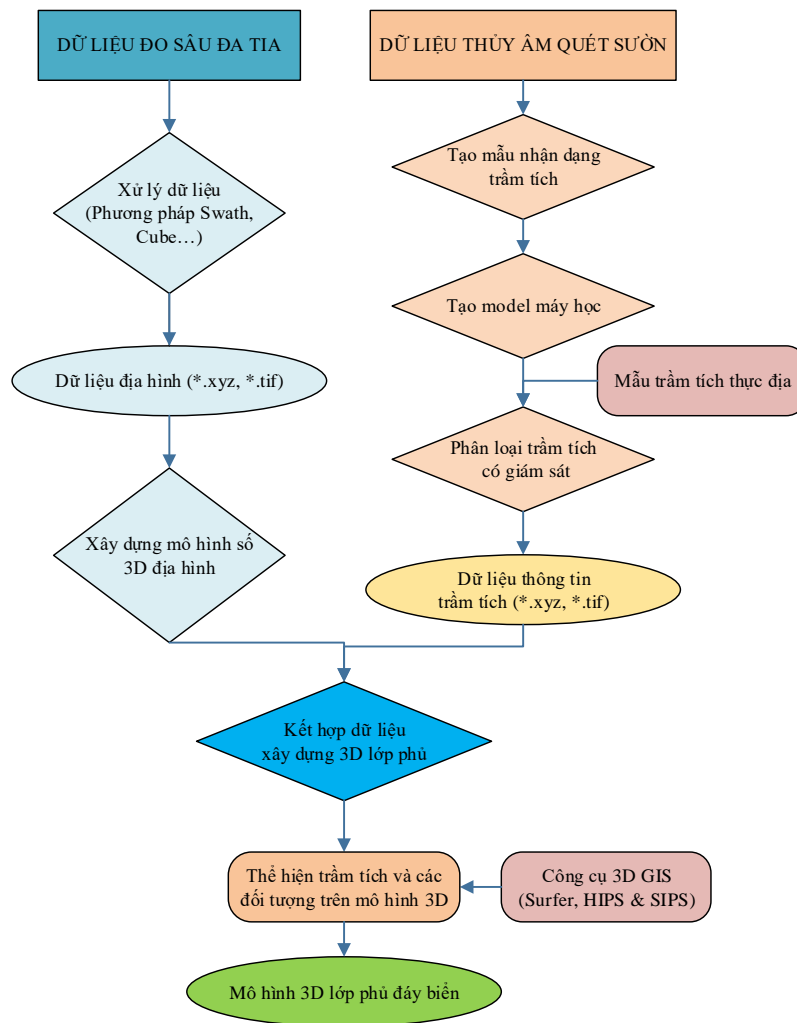 DỮ LIỆU ĐO SÂU ĐA TIA
DỮ LIỆU THỦY ÂM QUÉT SƯỜN
Xử lý dữ liệu
(Phương pháp Swath,
Cube…)
Tạo mẫu nhận dạng
trầm tích
Tạo model máy học
Dữ liệu địa hình (*.xyz, *.tif)
Mẫu trầm tích thực địa
Phân loại trầm tích
có giám sát
Xây dựng mô hình số
3D địa hình
Dữ liệu thông tin
trầm tích (*.xyz, *.tif)
Kết hợp dữ liệu
xây dựng 3D lớp phủ
Thể hiện trầm tích và các
đối tượng trên mô hình 3D
Công cụ 3D GIS
(Surfer, HIPS & SIPS)
Mô hình 3D lớp phủ đáy biển